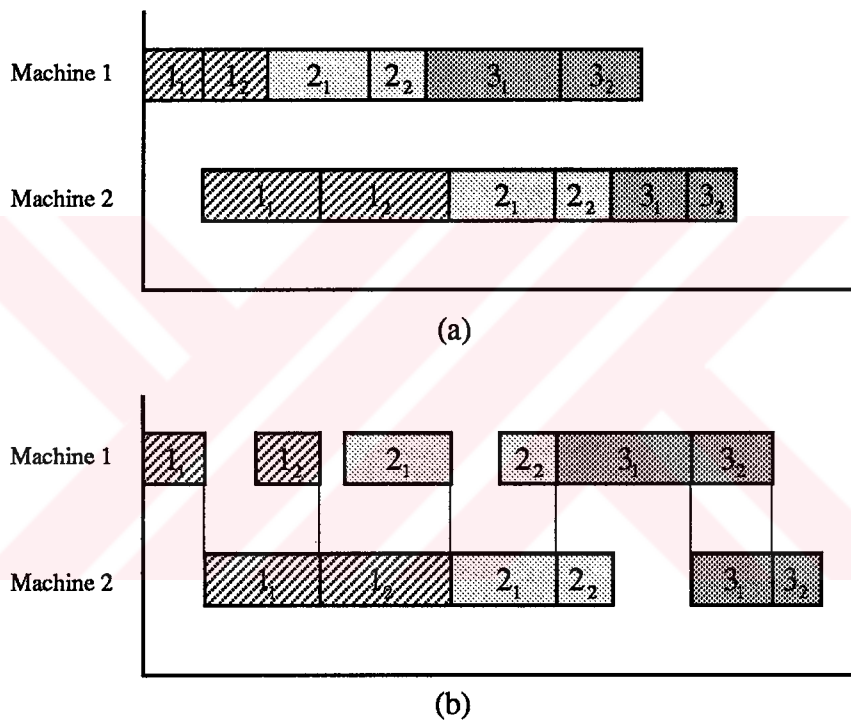 Machine 1
1₁ 1₂ 2₁ 2₂ 3₁ 3₂
Machine 2
1₁ 1₂ 2₁ 2₂ 3₁ 3₂
(a)
Machine 1
1₁ 1₂ 2₁ 2₂ 3₁ 3₂
Machine 2
1₁ 1₂ 2₁ 2₂ 3₁ 3₂
(b)